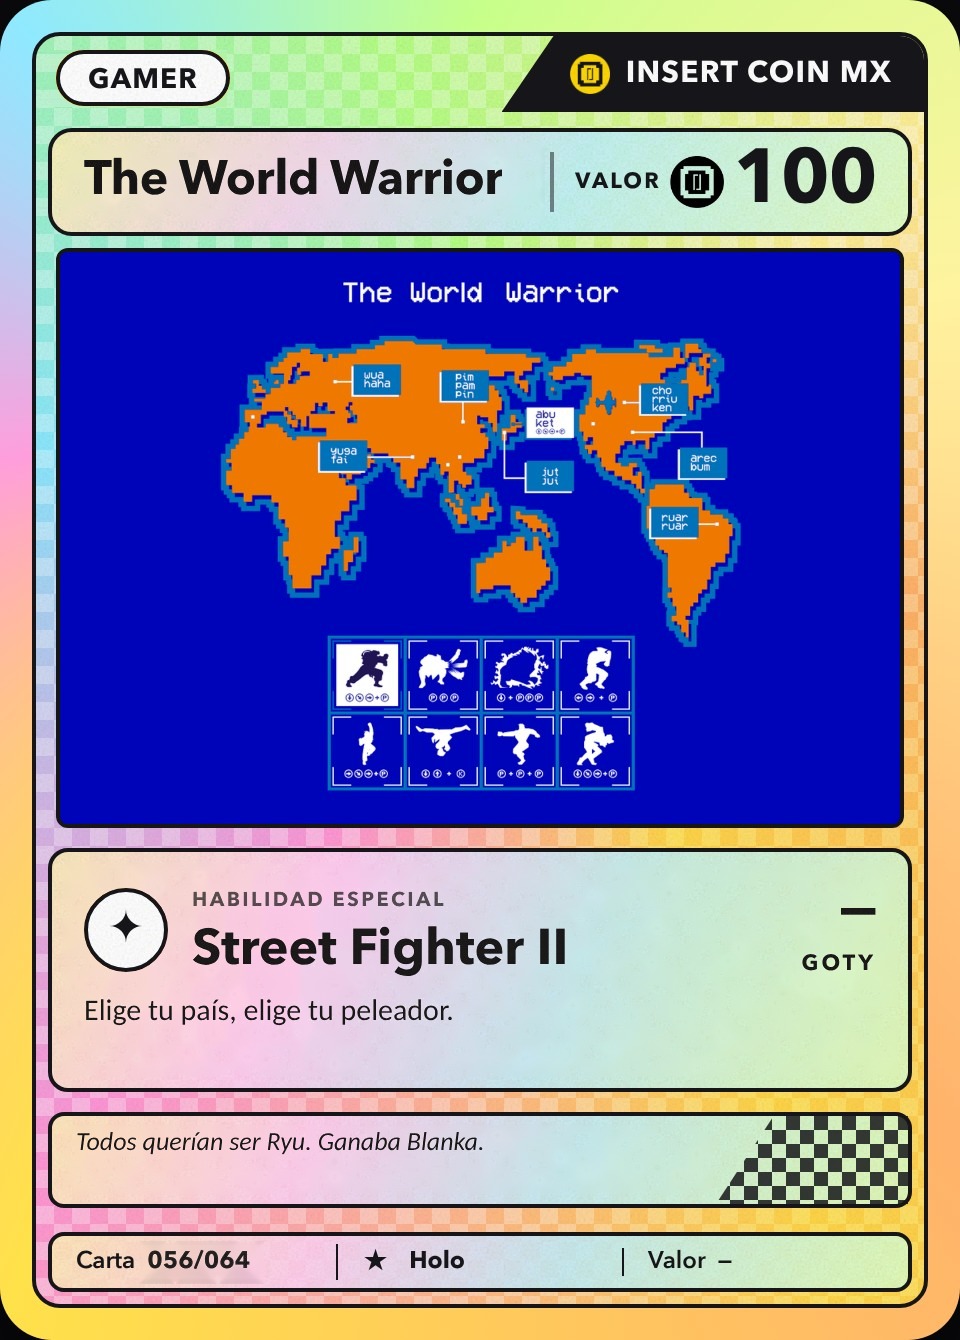 GAMER
INSERT COIN MX
The World Warrior
VALOR 100
The World Warrior
wua
haha
pim
pam
pin
abu
ket
cho
rriu
ken
yuga
fai
jut
jui
arec
bum
ruar
ruar
↓↘→+P
P P P
↓+PPP
←→+P
→↓↘+P
↓↑+K
P+P+P
↓↘→+P
HABILIDAD ESPECIAL
Street Fighter II
–
GOTY
Elige tu país, elige tu peleador.
Todos querían ser Ryu. Ganaba Blanka.
Carta 056/064
★ Holo
Valor –